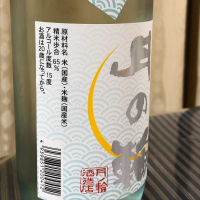 原材料名 米(国産)・米麹(国産米)
精米歩合 65%
アルコール度数 15度
お酒は20歳になってから。
月の輪
月の輪
酒造店